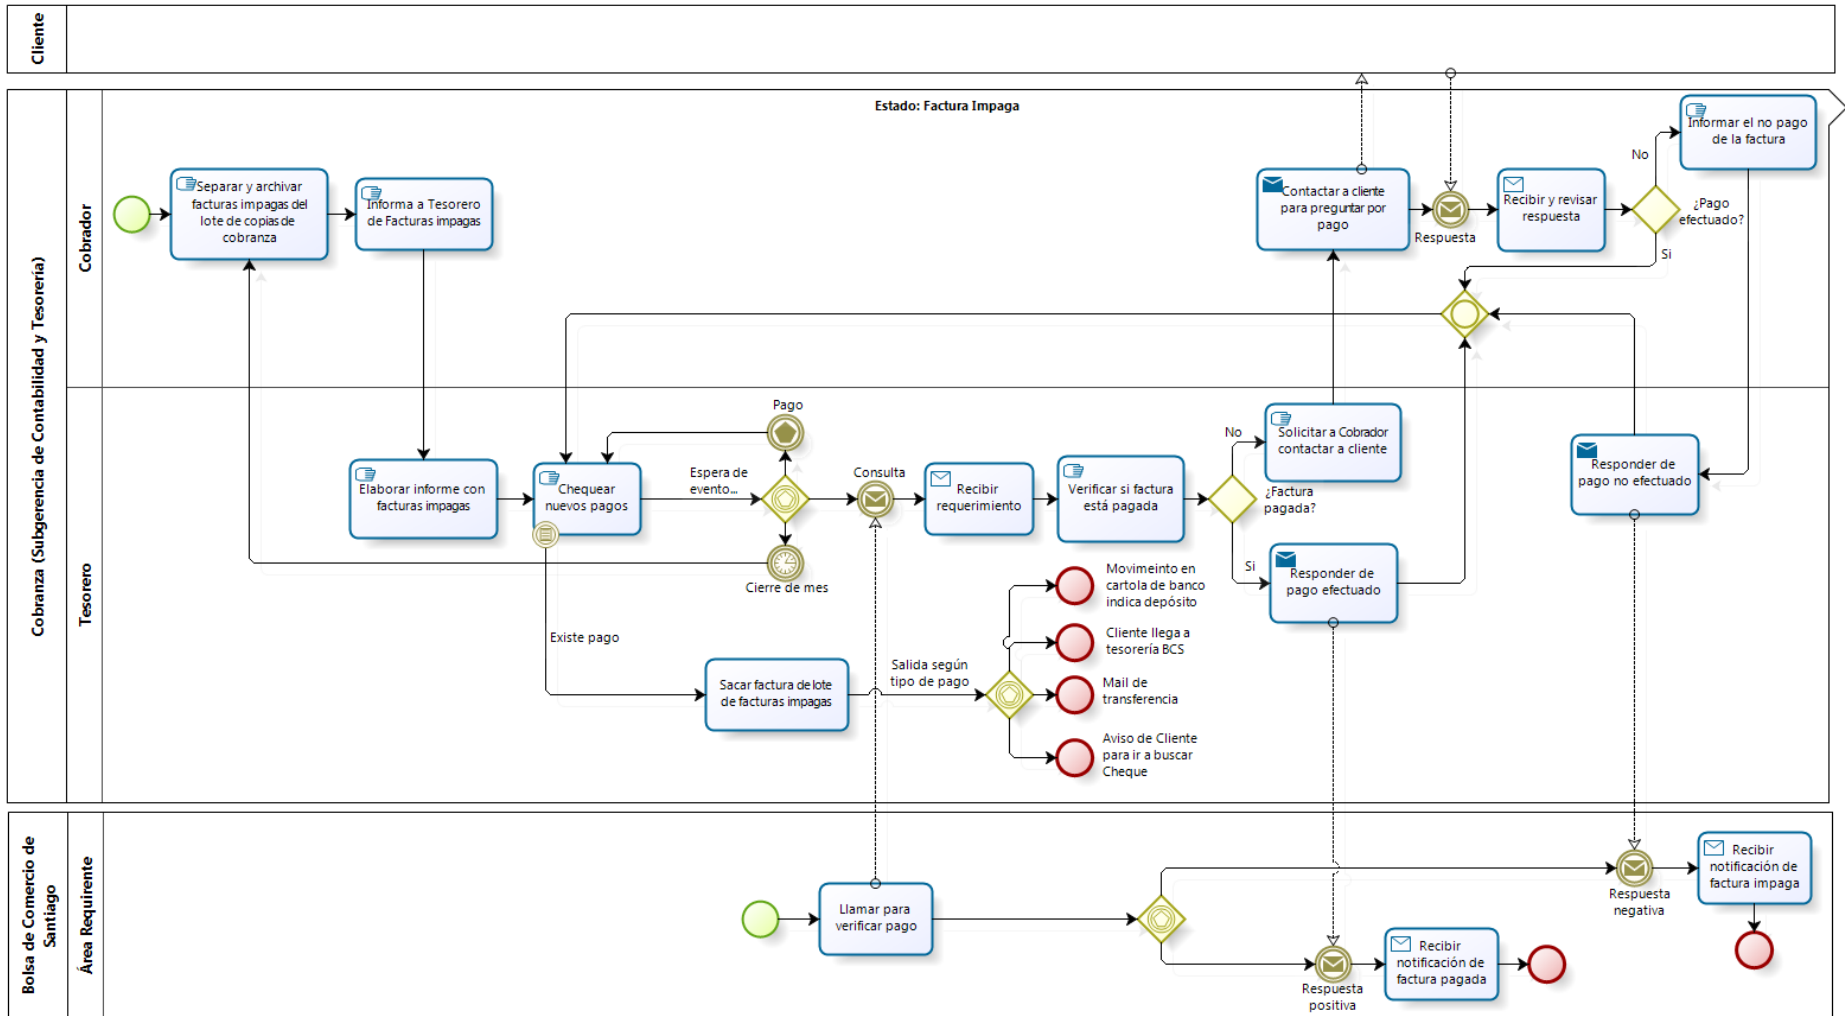 Cliente
Estado: Factura Impaga
Cobranza (Subgerencia de Contabilidad y Tesorería)
Cobrador
Separar y archivar
facturas impagas del
lote de copias de
cobranza
Informa a Tesorero
de Facturas impagas
Contactar a cliente
para preguntar por
pago
Respuesta
Recibir y revisar
respuesta
¿Pago
efectuado?
No
Si
Informar el no pago
de la factura
Tesorero
Elaborar informe con
facturas impagas
Chequear
nuevos pagos
Espera de
evento...
Pago
Cierre de mes
Consulta
Recibir
requerimiento
Verificar si factura
está pagada
¿Factura
pagada?
No
Si
Solicitar a Cobrador
contactar a cliente
Responder de
pago efectuado
Responder de
pago no efectuado
Existe pago
Sacar factura de lote
de facturas impagas
Salida según
tipo de pago
Movimeinto en
cartola de banco
indica depósito
Cliente llega a
tesorería BCS
Mail de
transferencia
Aviso de Cliente
para ir a buscar
Cheque
Bolsa de Comercio de
Santiago
Área Requirente
Llamar para
verificar pago
Respuesta
negativa
Recibir
notificación de
factura impaga
Respuesta
positiva
Recibir
notificación de
factura pagada